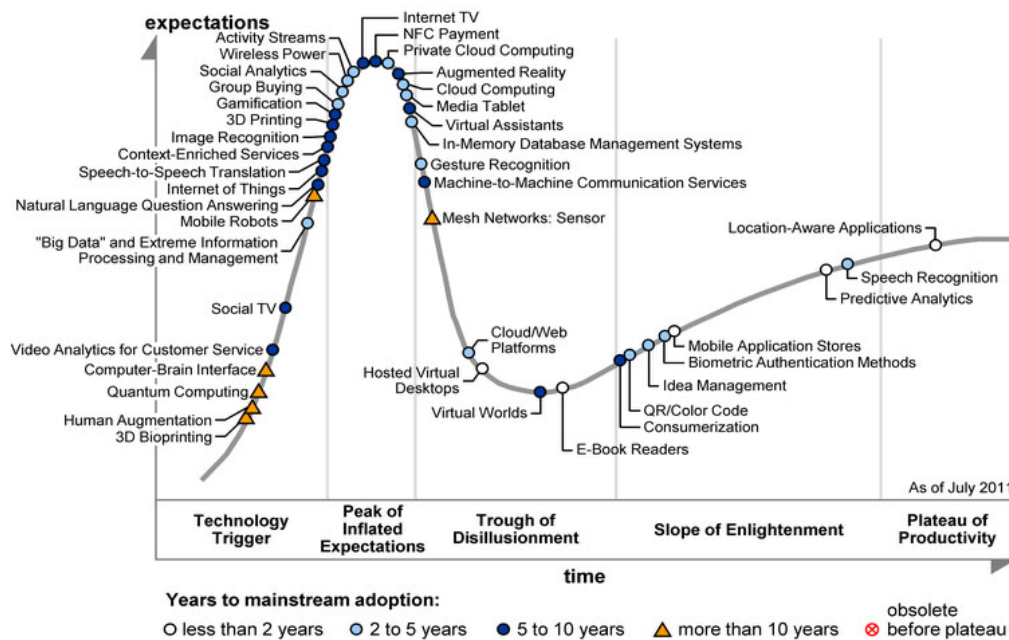 expectations
Internet TV
NFC Payment
Activity Streams
Private Cloud Computing
Wireless Power
Social Analytics
Augmented Reality
Group Buying
Cloud Computing
Gamification
Media Tablet
3D Printing
Virtual Assistants
Image Recognition
In-Memory Database Management Systems
Context-Enriched Services
Gesture Recognition
Speech-to-Speech Translation
Machine-to-Machine Communication Services
Internet of Things
Natural Language Question Answering
Mesh Networks: Sensor
Mobile Robots
Location-Aware Applications
"Big Data" and Extreme Information
Processing and Management
Speech Recognition
Predictive Analytics
Social TV
Cloud/Web
Platforms
Mobile Application Stores
Video Analytics for Customer Service
Biometric Authentication Methods
Computer-Brain Interface
Hosted Virtual
Desktops
Idea Management
Quantum Computing
Virtual Worlds
QR/Color Code
Human Augmentation
Consumerization
3D Bioprinting
E-Book Readers
As of July 2011
Technology
Trigger
Peak of
Inflated
Expectations
Trough of
Disillusionment
Slope of Enlightenment
Plateau of
Productivity
time
Years to mainstream adoption:
less than 2 years
2 to 5 years
5 to 10 years
more than 10 years
obsolete
before plateau